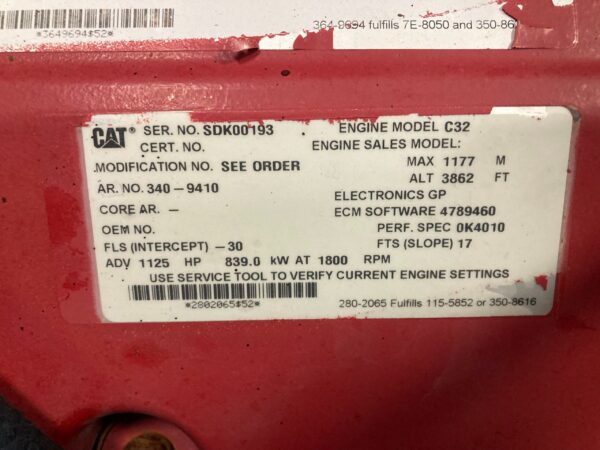 *3649694$52*
364-9694 fulfills 7E-8050 and 350-861
CAT® SER. NO. SDK00193 ENGINE MODEL C32
CERT. NO. ENGINE SALES MODEL:
MODIFICATION NO. SEE ORDER MAX 1177 M
AR. NO. 340-9410 ALT 3862 FT
CORE AR. - ELECTRONICS GP
OEM NO. ECM SOFTWARE 4789460
PERF. SPEC 0K4010
FLS (INTERCEPT) -30 FTS (SLOPE) 17
ADV 1125 HP 839.0 kW AT 1800 RPM
USE SERVICE TOOL TO VERIFY CURRENT ENGINE SETTINGS
*2802065$52*
280-2065 Fulfills 115-5852 or 350-8616